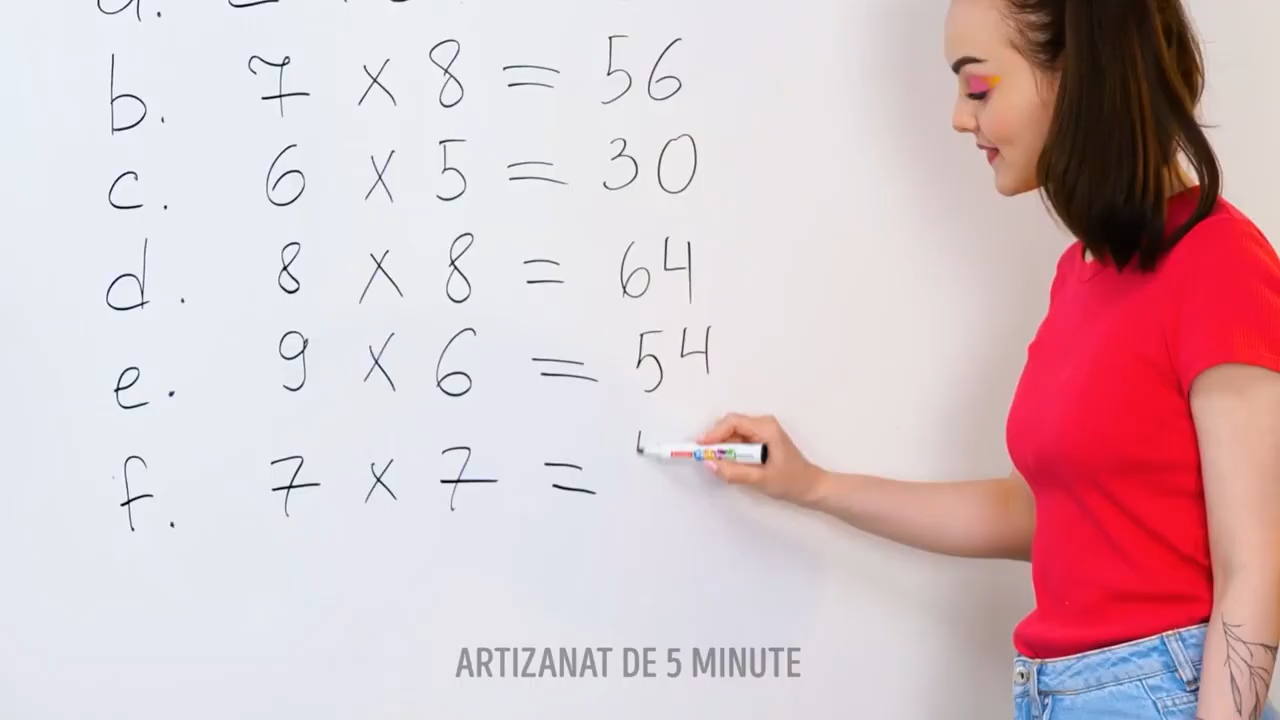 b. 7 x 8 = 56
c. 6 x 5 = 30
d. 8 x 8 = 64
e. 9 x 6 = 54
f. 7 x 7 =
ARTIZANAT DE 5 MINUTE